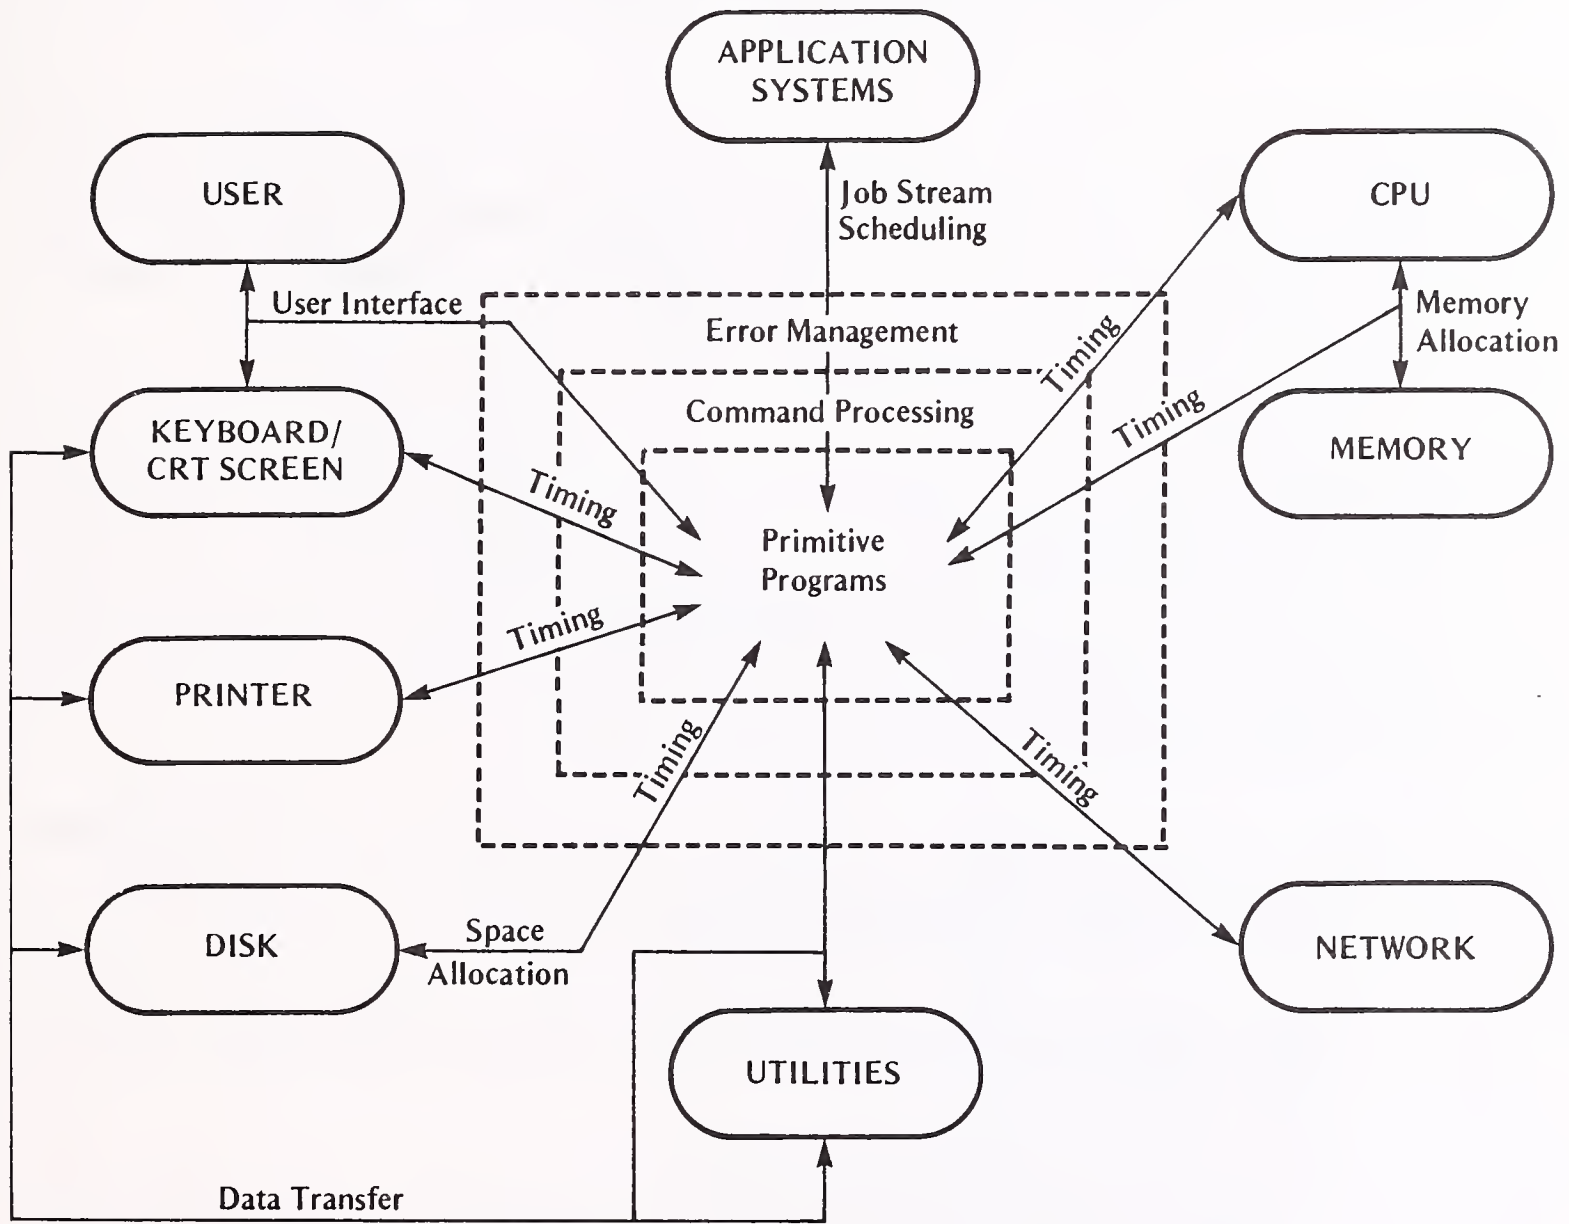 APPLICATION
SYSTEMS
USER
CPU
Job Stream
Scheduling
User Interface
Error Management
Memory
Allocation
Timing
Command Processing
Timing
KEYBOARD/
CRT SCREEN
MEMORY
Timing
Primitive
Programs
Timing
PRINTER
Timing
Timing
DISK
Space
Allocation
NETWORK
UTILITIES
Data Transfer